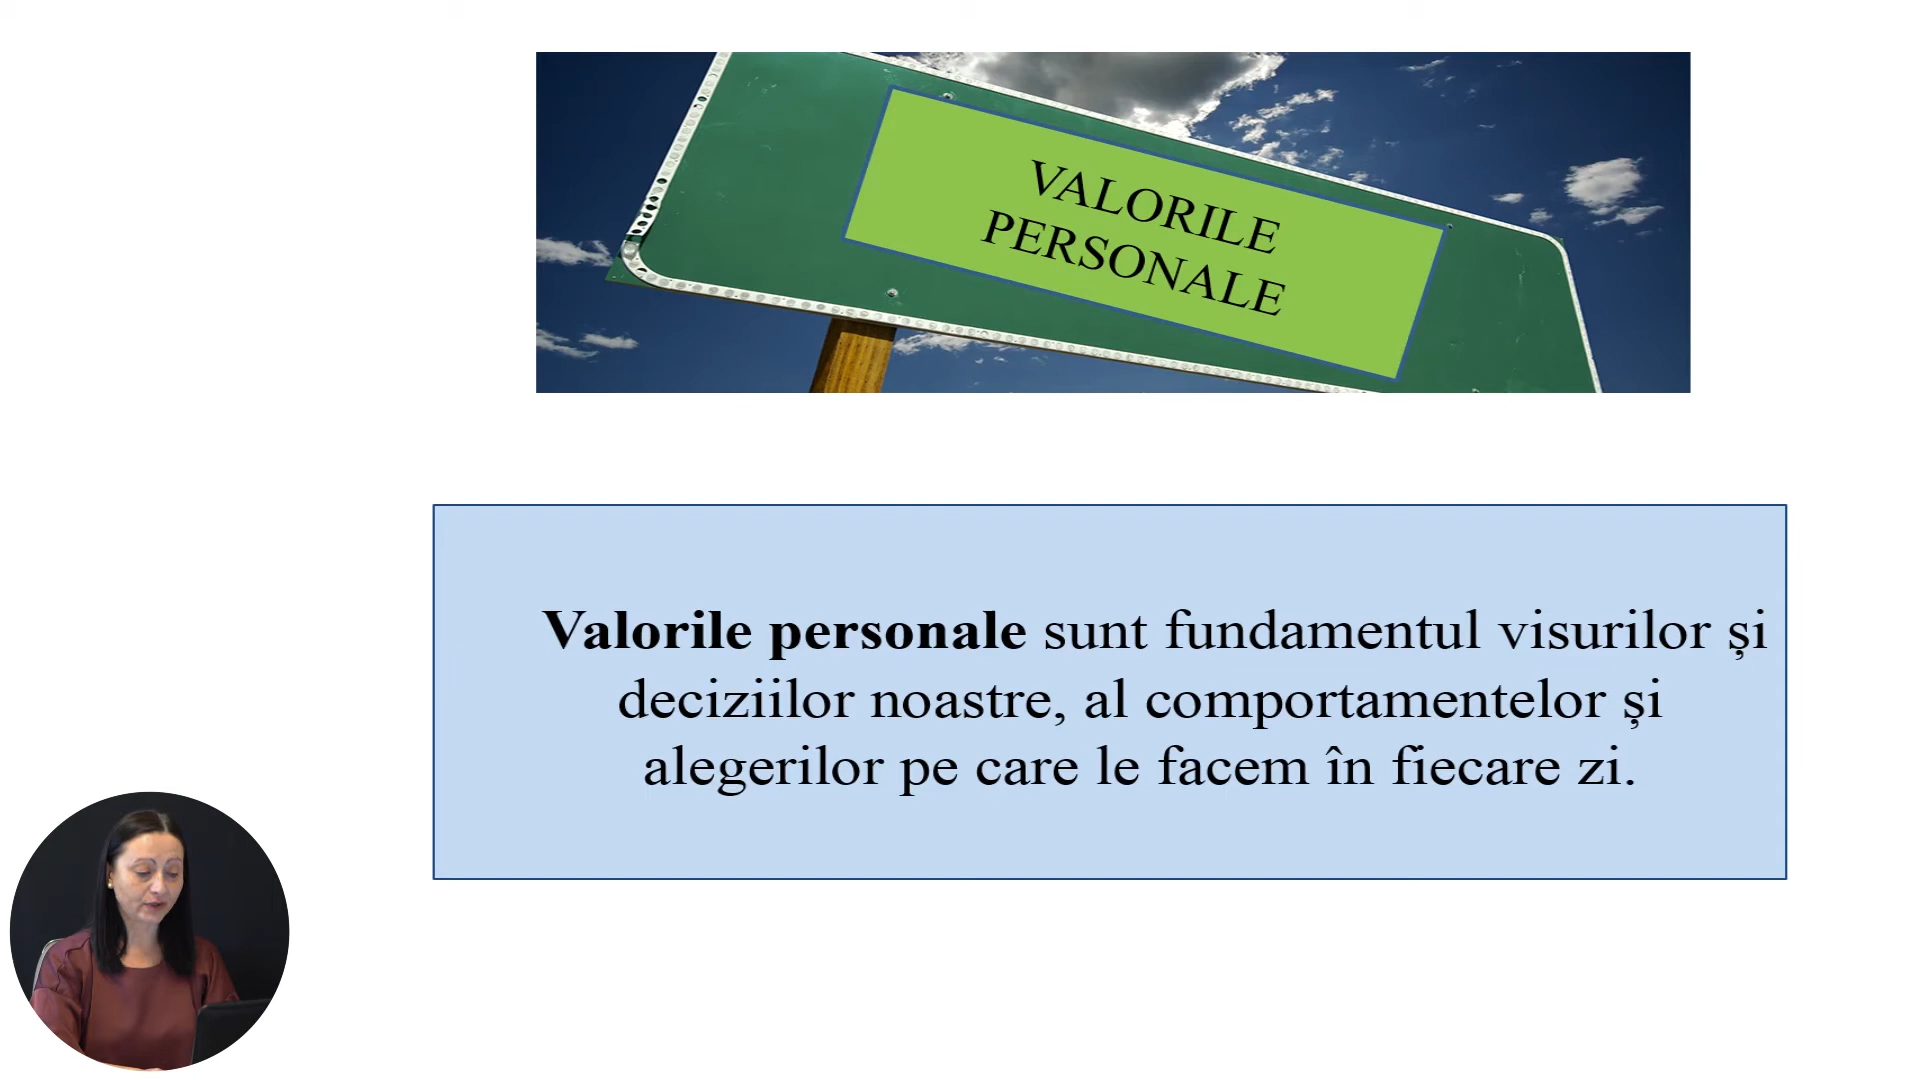 VALORILE
PERSONALE
Valorile personale sunt fundamentul visurilor și
deciziilor noastre, al comportamentelor și
alegerilor pe care le facem în fiecare zi.